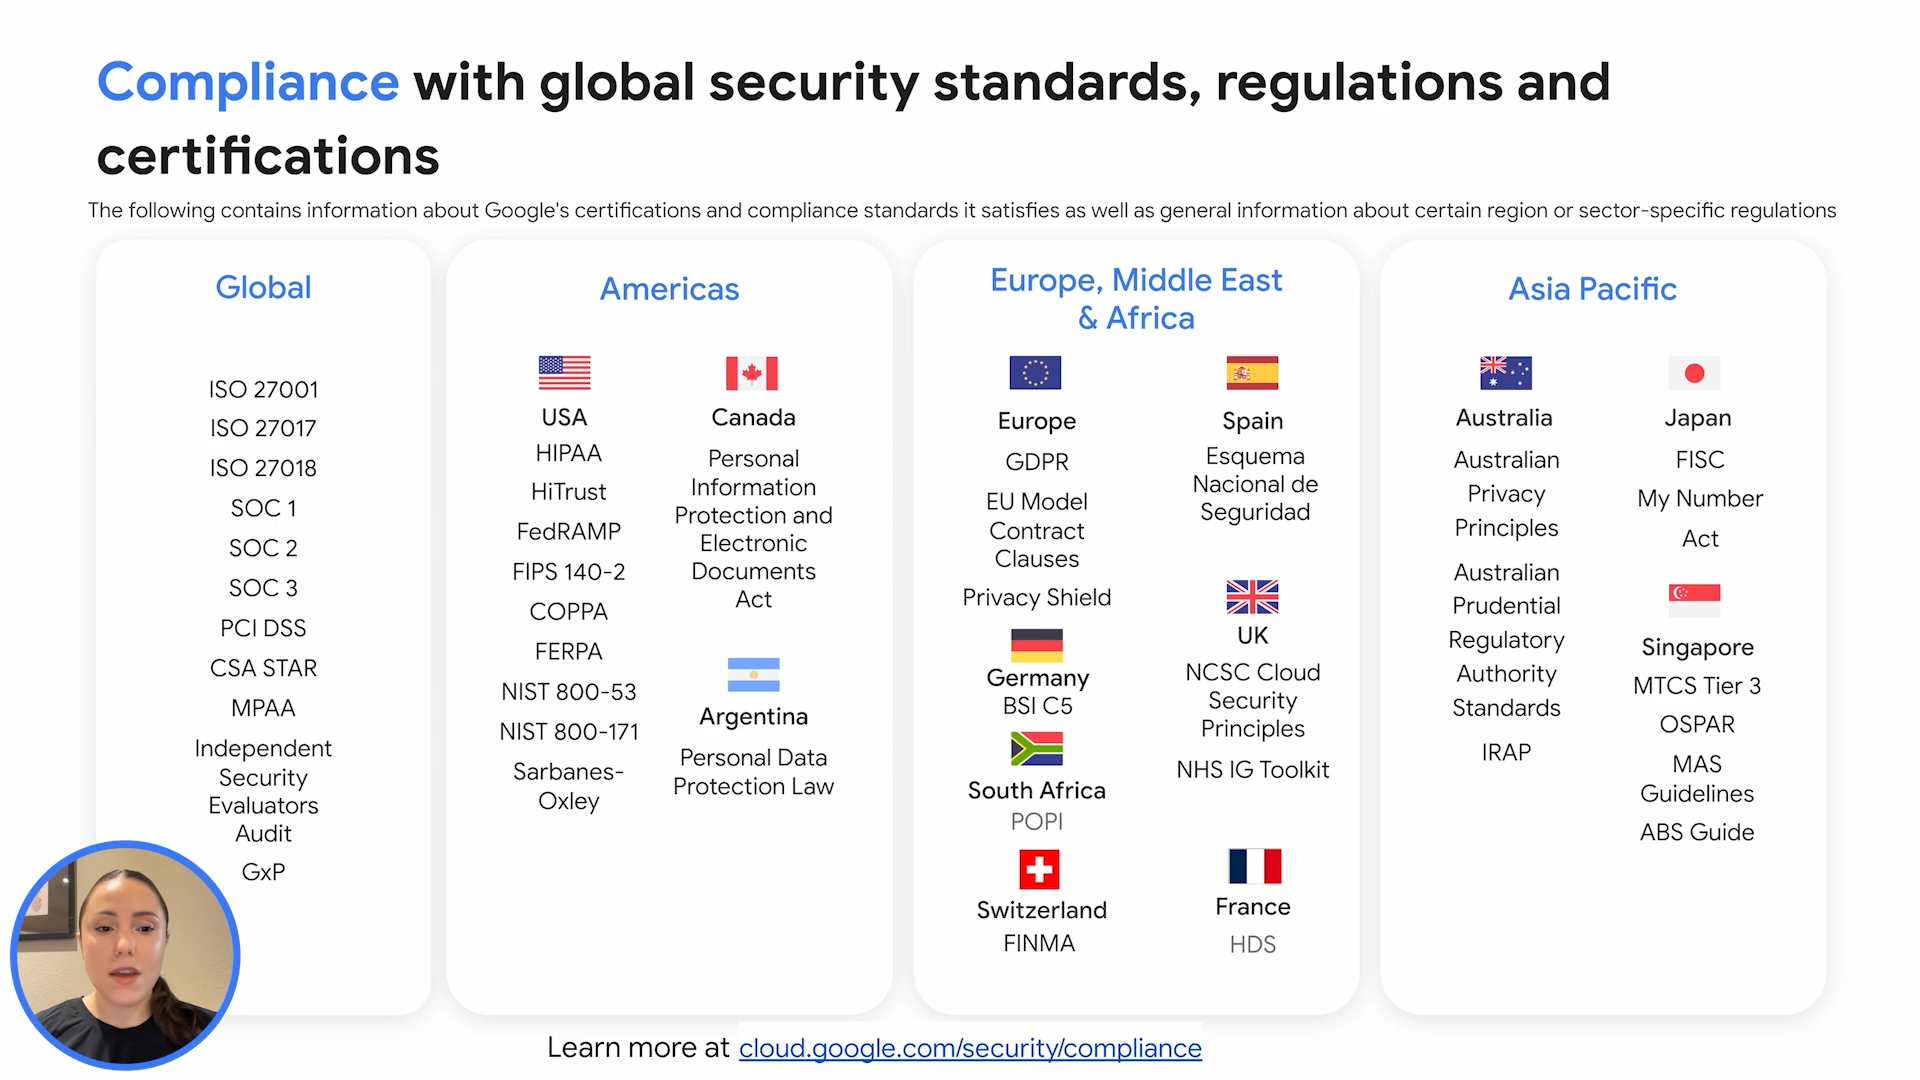 Compliance with global security standards, regulations and
certifications
The following contains information about Google's certifications and compliance standards it satisfies as well as general information about certain region or sector-specific regulations
Global
ISO 27001
ISO 27017
ISO 27018
SOC 1
SOC 2
SOC 3
PCI DSS
CSA STAR
MPAA
Independent
Security
Evaluators
Audit
GxP
Americas
USA
HIPAA
HiTrust
FedRAMP
FIPS 140-2
COPPA
FERPA
NIST 800-53
NIST 800-171
Sarbanes-
Oxley
Canada
Personal
Information
Protection and
Electronic
Documents
Act
Argentina
Personal Data
Protection Law
Europe, Middle East
& Africa
Europe
GDPR
EU Model
Contract
Clauses
Privacy Shield
Germany
BSI C5
South Africa
POPI
Switzerland
FINMA
Spain
Esquema
Nacional de
Seguridad
UK
NCSC Cloud
Security
Principles
NHS IG Toolkit
France
HDS
Asia Pacific
Australia
Australian
Privacy
Principles
Australian
Prudential
Regulatory
Authority
Standards
IRAP
Japan
FISC
My Number
Act
Singapore
MTCS Tier 3
OSPAR
MAS
Guidelines
ABS Guide
Learn more at cloud.google.com/security/compliance